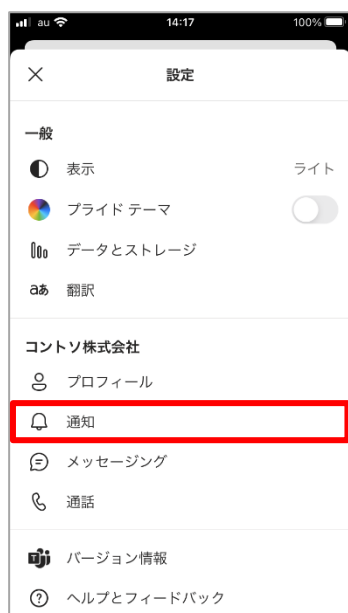 au 14:17 100%
設定
一般
表示 ライト
プライド テーマ
データとストレージ
aあ 翻訳
コントソ株式会社
プロフィール
通知
メッセージング
通話
バージョン情報
ヘルプとフィードバック